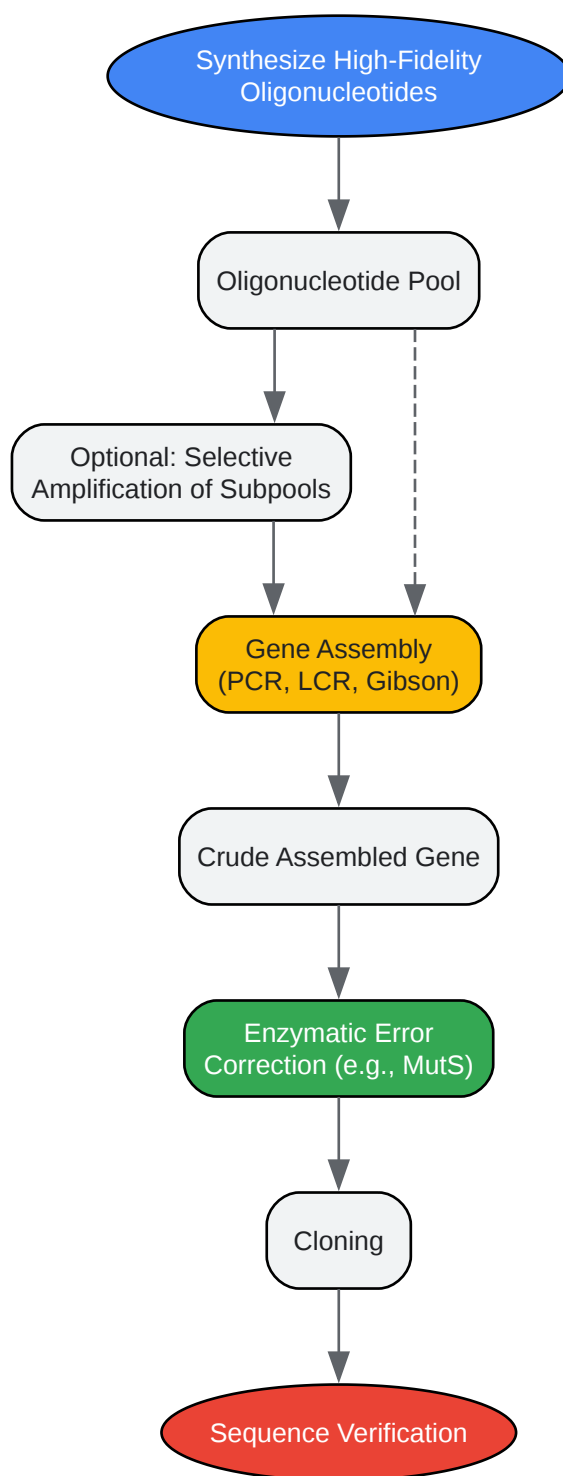 Synthesize High-Fidelity
Oligonucleotides
Oligonucleotide Pool
Optional: Selective
Amplification of Subpools
Gene Assembly
(PCR, LCR, Gibson)
Crude Assembled Gene
Enzymatic Error
Correction (e.g., MutS)
Cloning
Sequence Verification